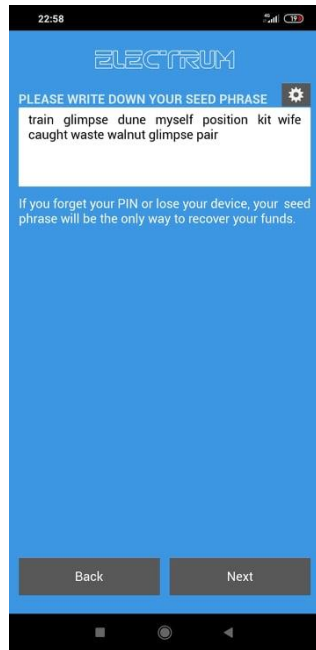 22:58
4G 19
ELECTRUM
PLEASE WRITE DOWN YOUR SEED PHRASE
train glimpse dune myself position kit wife
caught waste walnut glimpse pair
If you forget your PIN or lose your device, your seed
phrase will be the only way to recover your funds.
Back Next